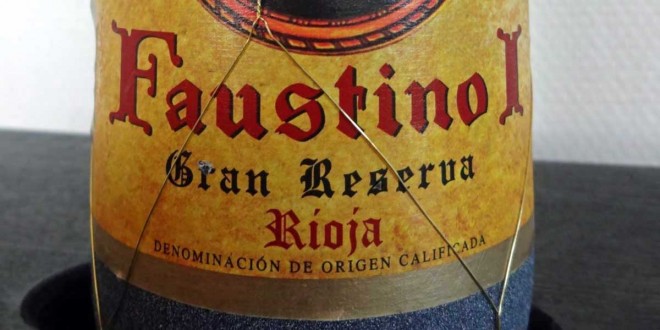 Faustino I
Gran Reserva
Rioja
DENOMINACIÓN DE ORIGEN CALIFICADA